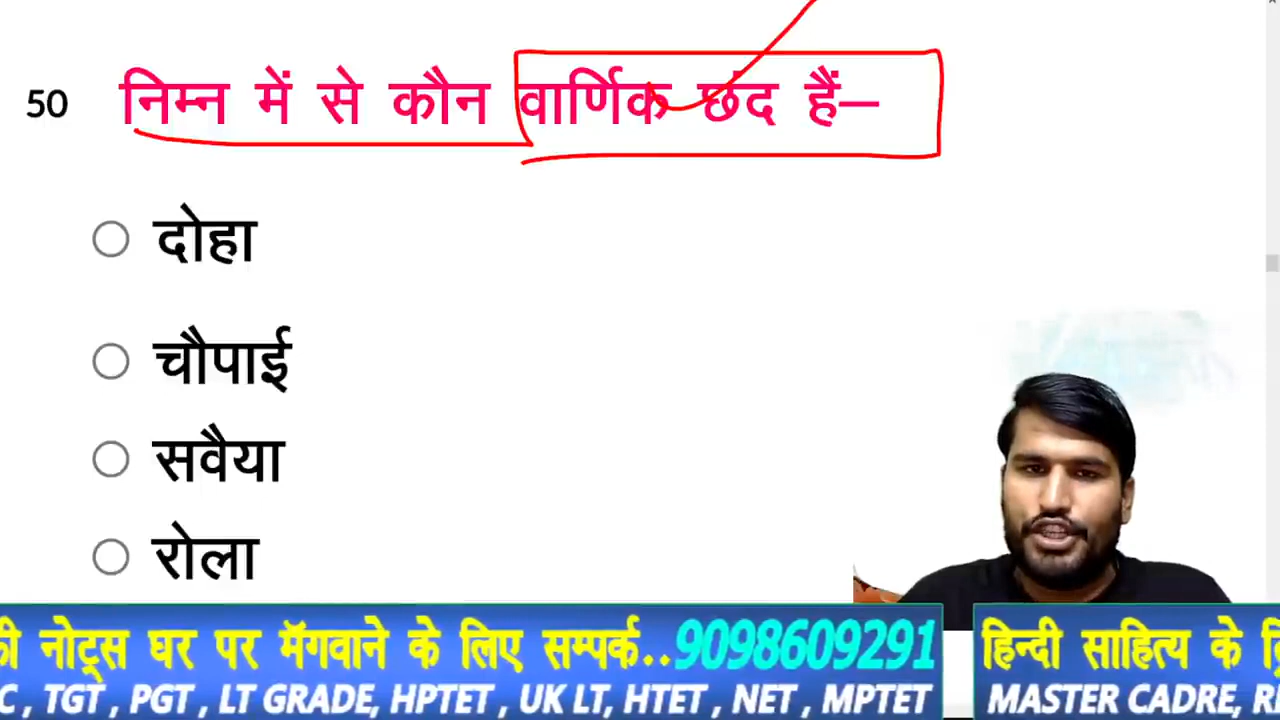 50 निम्न में से कौन वार्णिक छंद हैं–
दोहा
चौपाई
सवैया
रोला
की नोट्स घर पर मॅगवाने के लिए सम्पर्क..9098609291 हिन्दी साहित्य के
C , TGT , PGT , LT GRADE, HPTET , UK LT, HTET , NET , MPTET MASTER CADRE,